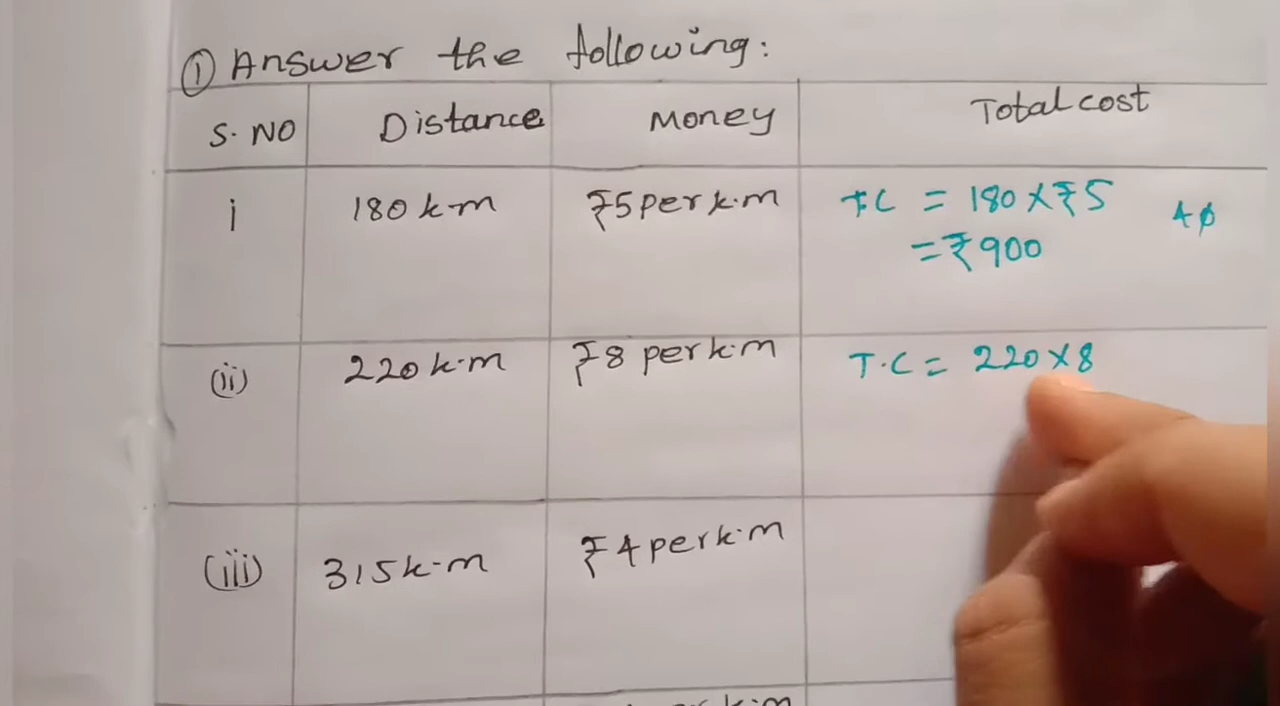 ① Answer the following:
S. NO Distance Money Total cost
i 180 k-m ₹5 per k.m T.C = 180 × ₹5 40
= ₹900
(ii) 220 k.m ₹8 per k.m T.C = 220 × 8
(iii) 315 k-m ₹4 per k.m
k.m